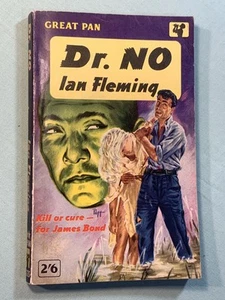 GREAT PAN
Dr. NO
Ian Fleming
Kill or cure —
for James Bond
2'6